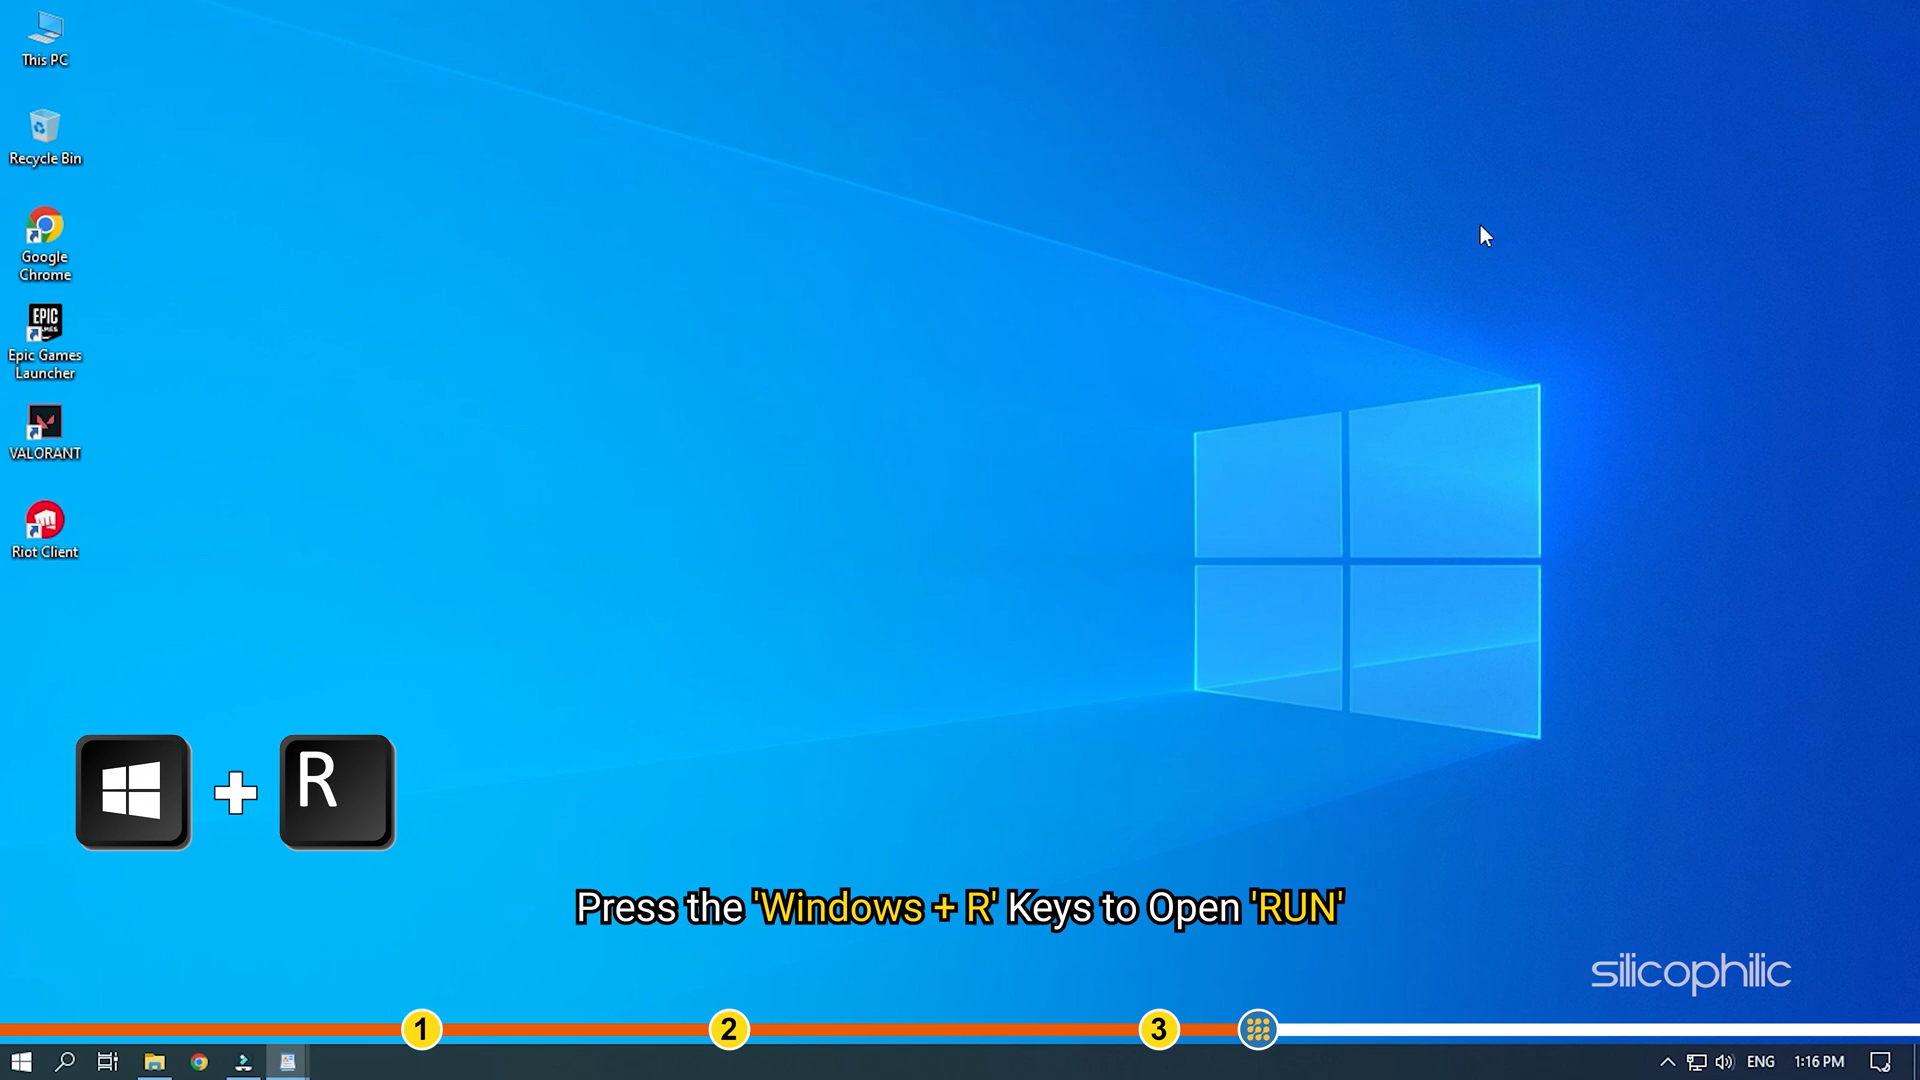 This PC
Recycle Bin
Google
Chrome
EPIC
GAMES
Epic Games
Launcher
VALORANT
Riot Client
R
Press the 'Windows + R' Keys to Open 'RUN'
silicophilic
1
2
3
ENG
1:16 PM